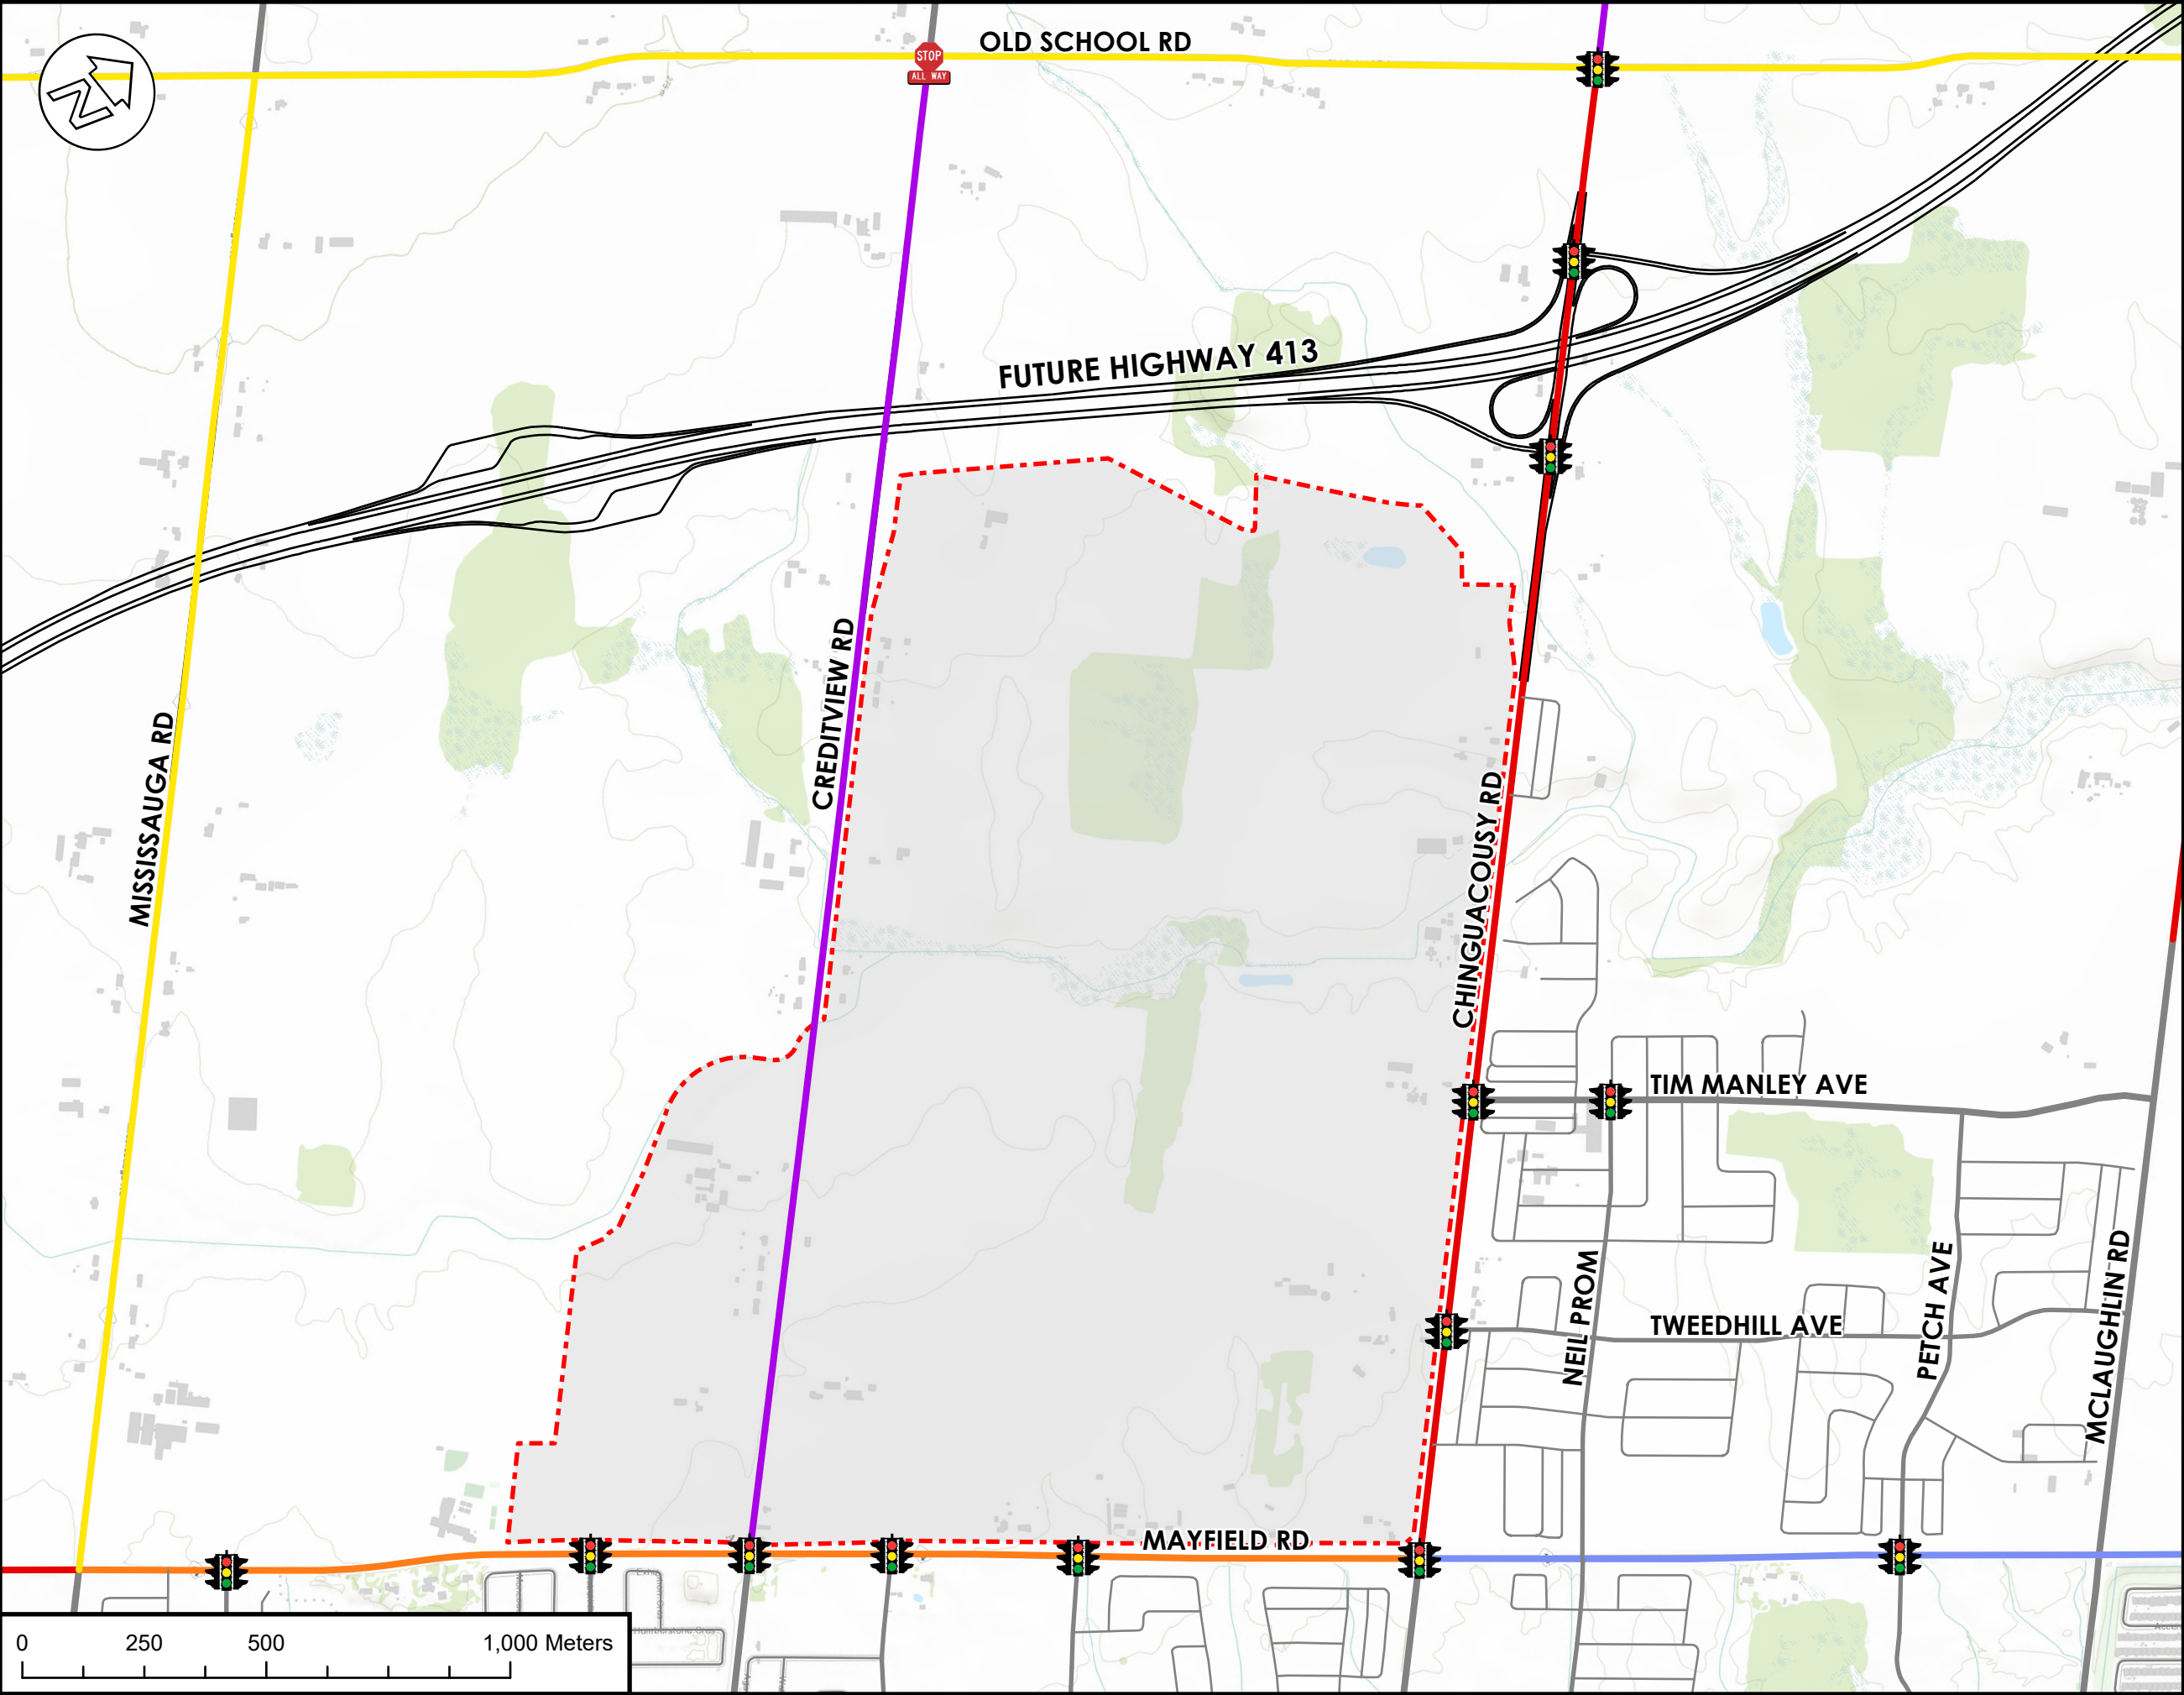 OLD SCHOOL RD
STOP
ALL WAY
N
FUTURE HIGHWAY 413
CREDITVIEW RD
MISSISSAUGA RD
CHINGUACOUSY RD
TIM MANLEY AVE
NEIL PROM
TWEEDHILL AVE
PETCH AVE
MCLAUGHLIN RD
MAYFIELD RD
0 250 500 1,000 Meters